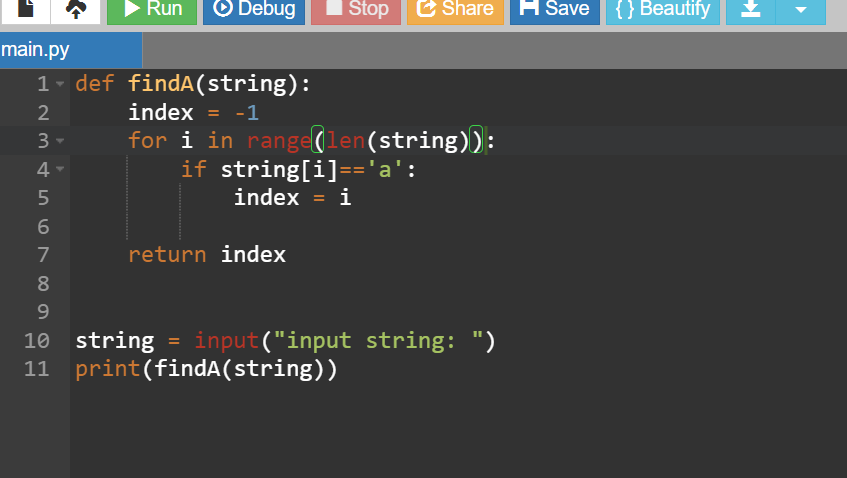 Run Debug Stop Share Save { } Beautify
main.py
1 def findA(string):
2     index = -1
3     for i in range(len(string)):
4         if string[i]=='a':
5             index = i
6
7     return index
8
9
10 string = input("input string: ")
11 print(findA(string))